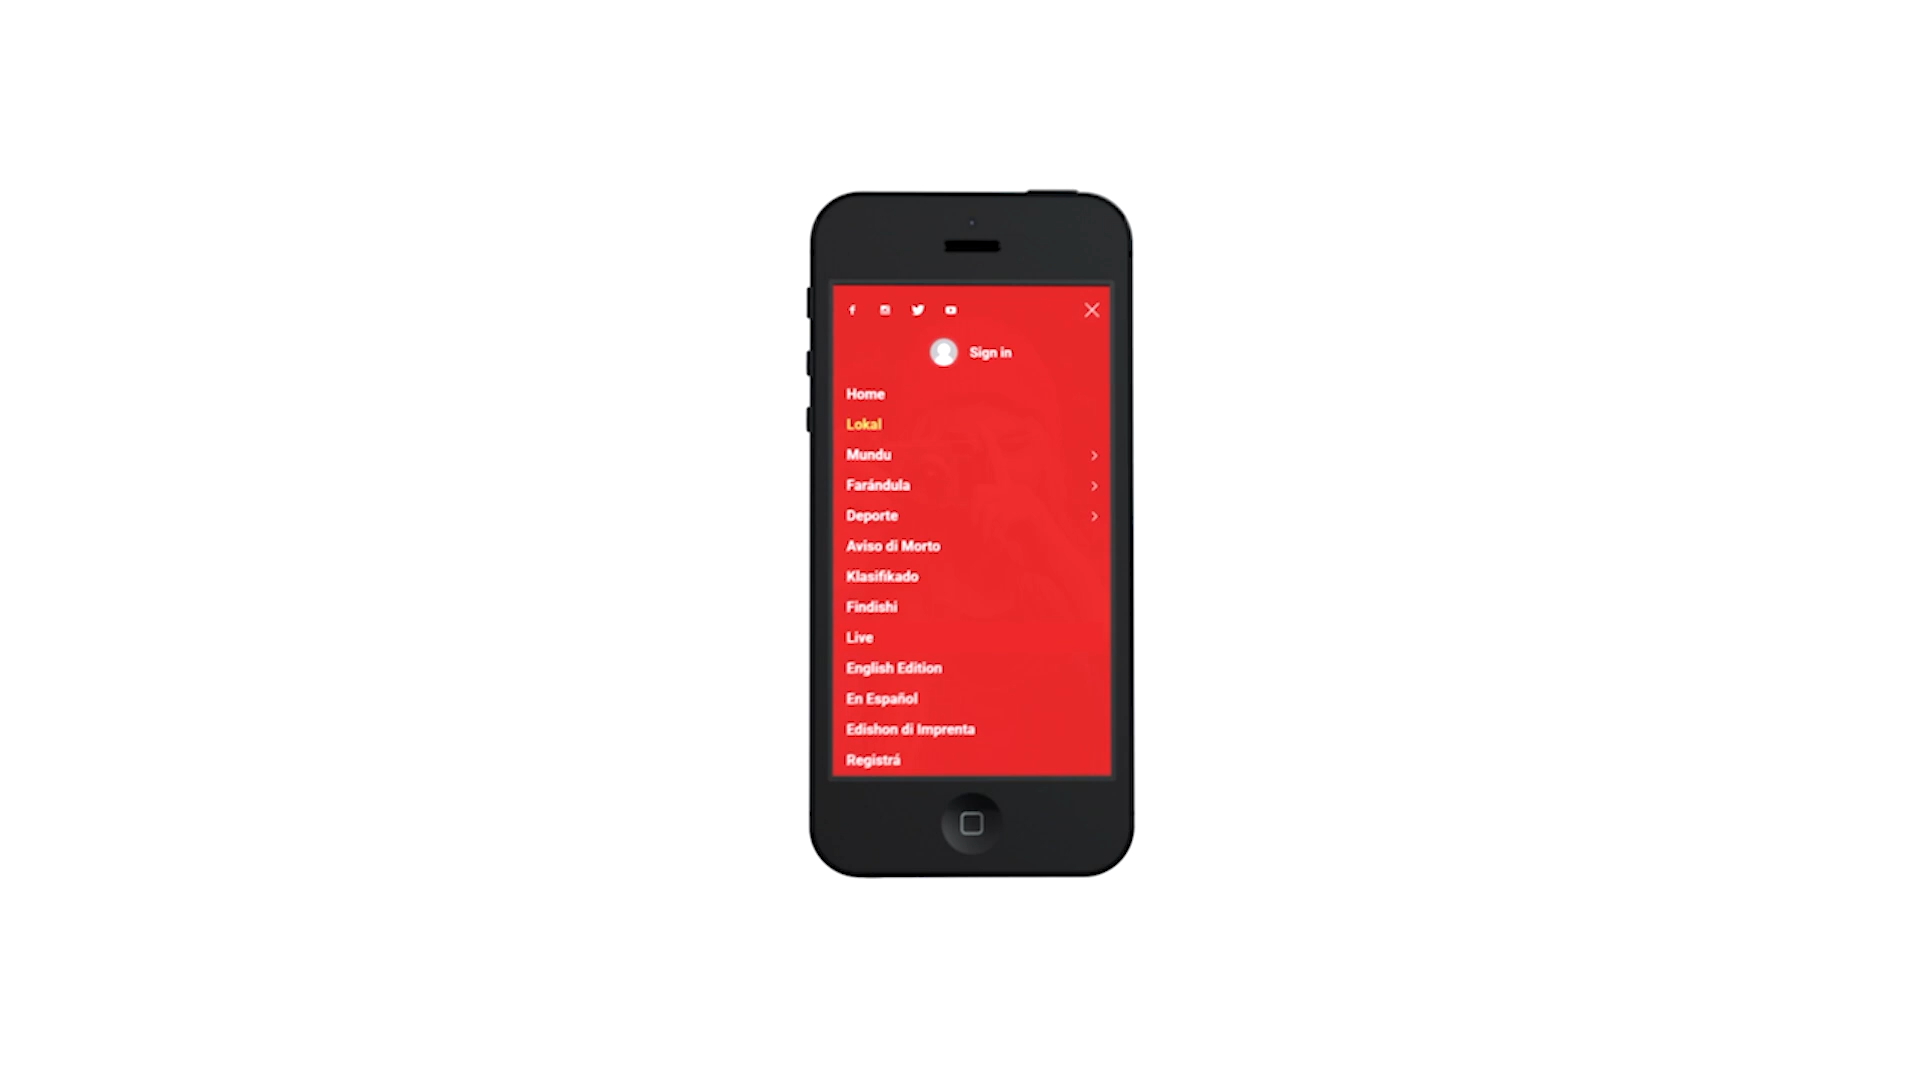 Sign in
Home
Lokal
Mundu
Farándula
Deporte
Aviso di Morto
Klasifikado
Findishi
Live
English Edition
En Español
Edishon di Imprenta
Registrá